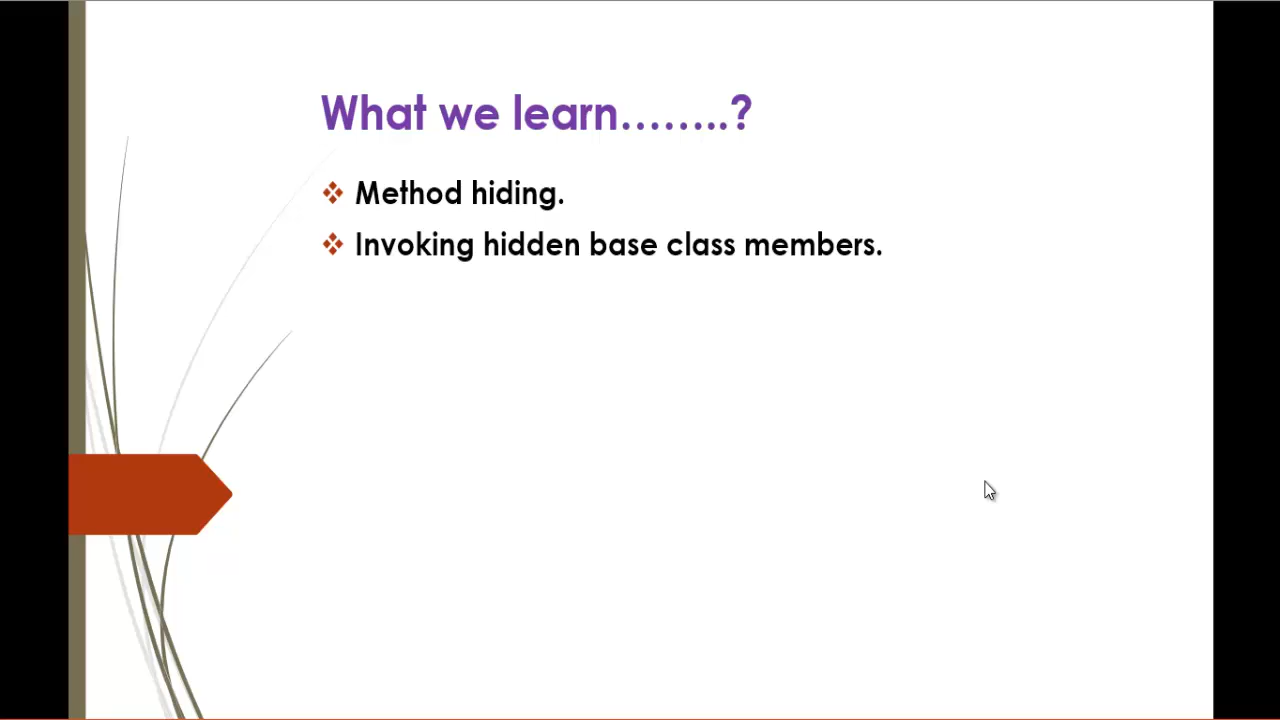 What we learn........?
Method hiding.
Invoking hidden base class members.